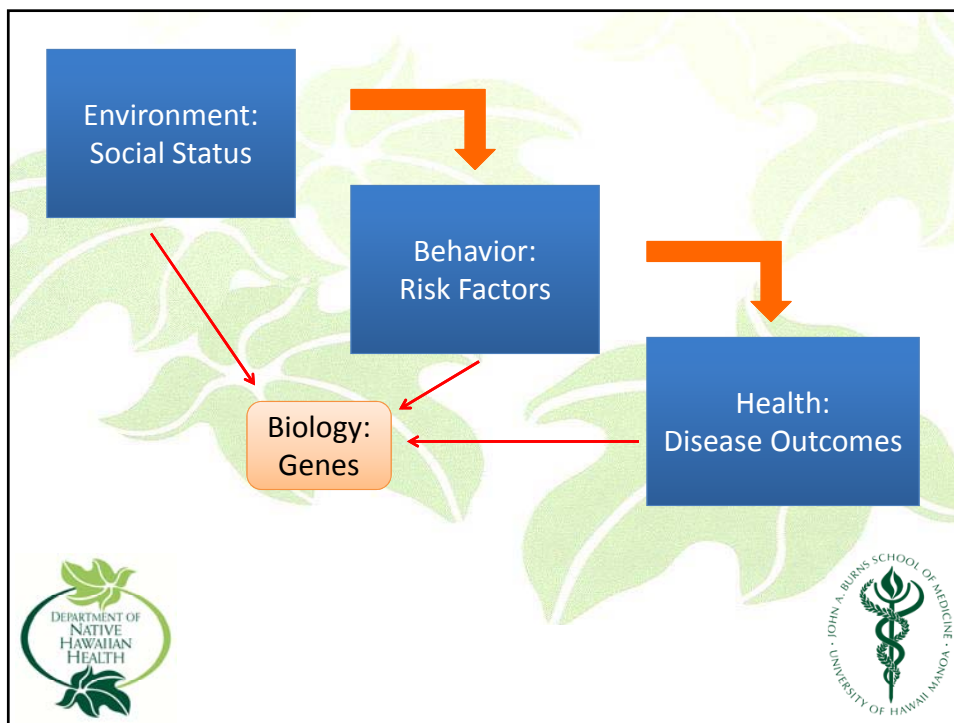 Environment:
Social Status
Behavior:
Risk Factors
Health:
Disease Outcomes
Biology:
Genes
DEPARTMENT OF
NATIVE
HAWAIIAN
HEALTH
JOHN A. BURNS SCHOOL OF MEDICINE •
UNIVERSITY OF HAWAII MANOA •